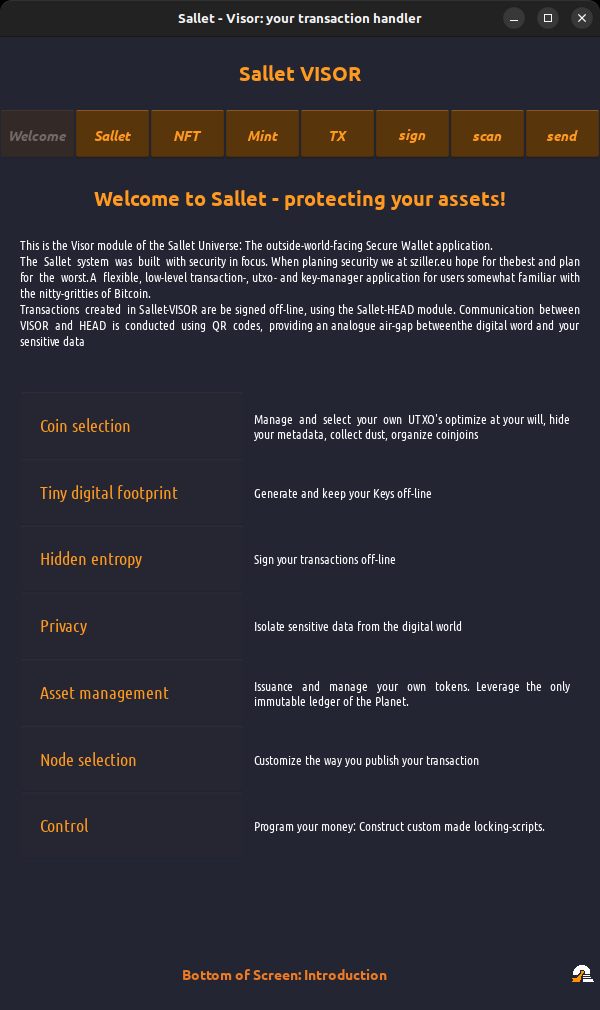 Sallet - Visor: your transaction handler
Sallet VISOR
Welcome Sallet NFT Mint TX sign scan send
Welcome to Sallet - protecting your assets!
This is the Visor module of the Sallet Universe: The outside-world-facing Secure Wallet application.
The Sallet system was built with security in focus. When planing security we at sziller.eu hope for thebest and plan
for the worst.A flexible, low-level transaction-, utxo- and key-manager application for users somewhat familiar with
the nitty-gritties of Bitcoin.
Transactions created in Sallet-VISOR are be signed off-line, using the Sallet-HEAD module. Communication between
VISOR and HEAD is conducted using QR codes, providing an analogue air-gap betweenthe digital word and your
sensitive data
Coin selection
Manage and select your own UTXO's optimize at your will, hide
your metadata, collect dust, organize coinjoins
Tiny digital footprint
Generate and keep your Keys off-line
Hidden entropy
Sign your transactions off-line
Privacy
Isolate sensitive data from the digital world
Asset management
Issuance and manage your own tokens. Leverage the only
immutable ledger of the Planet.
Node selection
Customize the way you publish your transaction
Control
Program your money: Construct custom made locking-scripts.
Bottom of Screen: Introduction